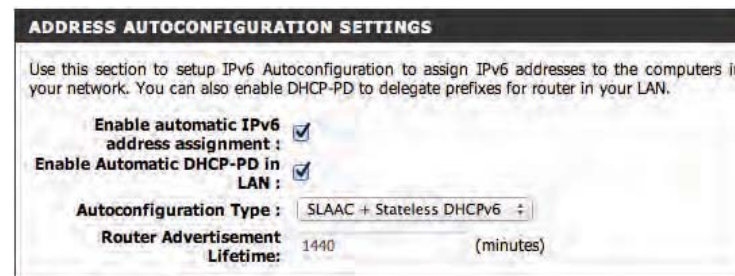 ADDRESS AUTOCONFIGURATION SETTINGS
Use this section to setup IPv6 Autoconfiguration to assign IPv6 addresses to the computers
your network. You can also enable DHCP-PD to delegate prefixes for router in your LAN.
Enable automatic IPv6
address assignment :
Enable Automatic DHCP-PD in
LAN :
Autoconfiguration Type : SLAAC + Stateless DHCPv6
Router Advertisement
Lifetime: 1440 (minutes)